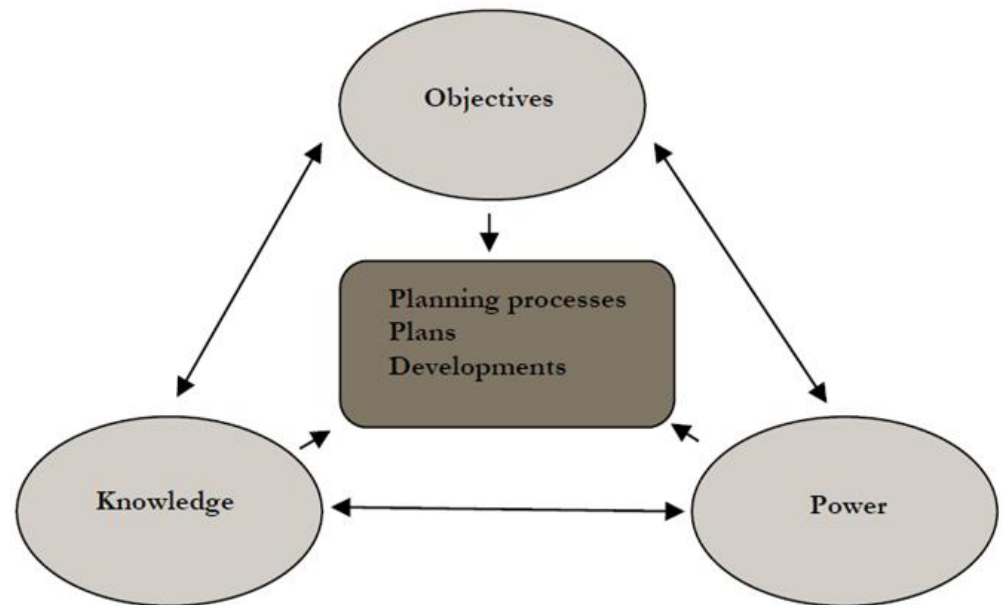 Objectives
Planning processes
Plans
Developments
Knowledge
Power